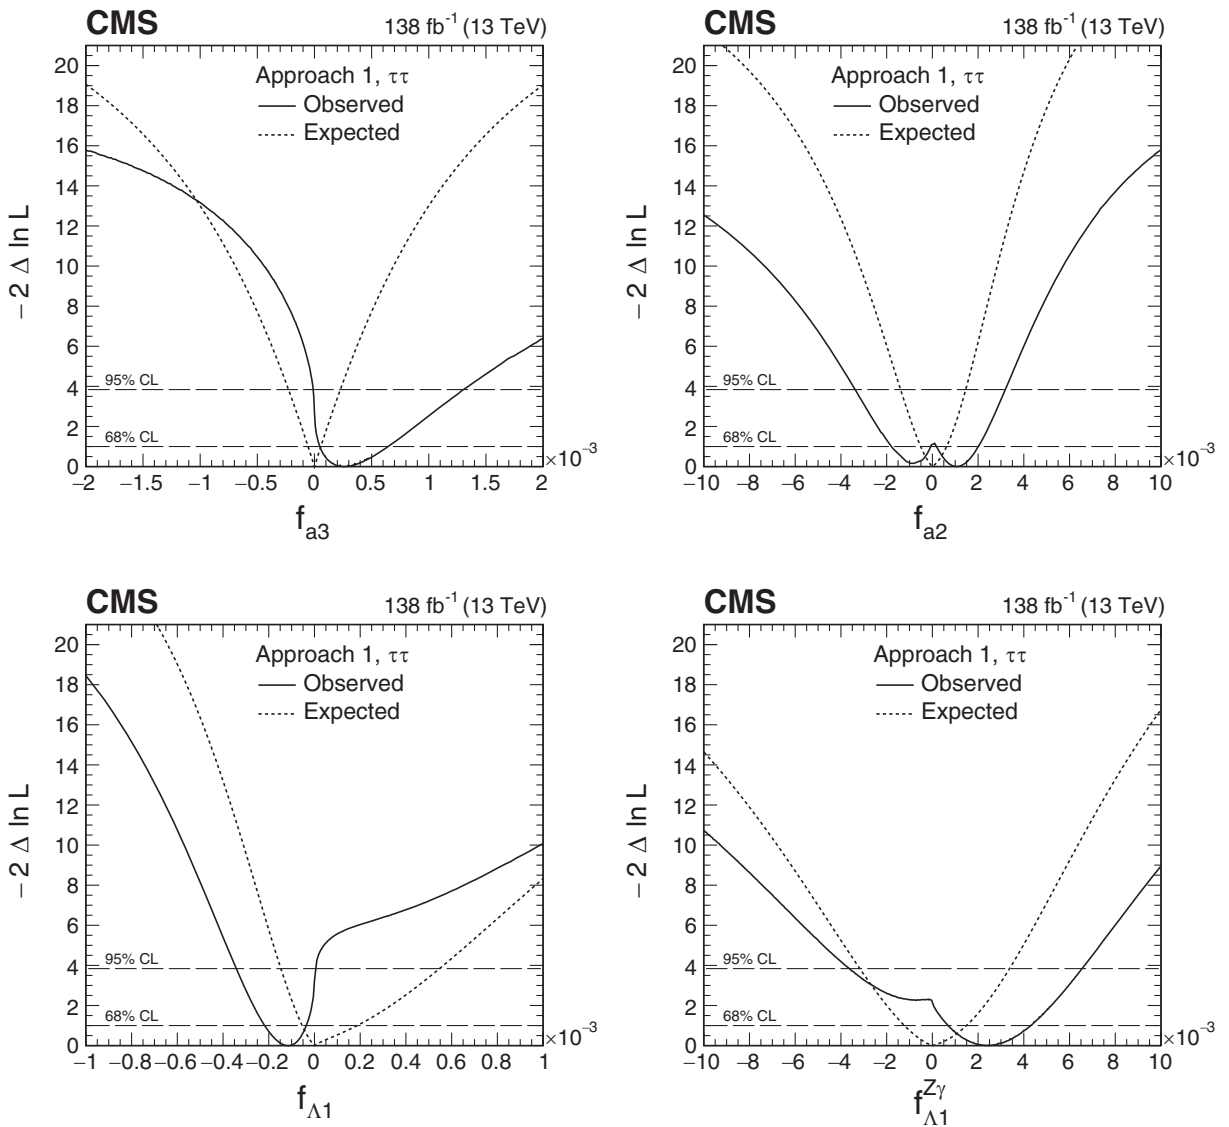 CMS 138 fb⁻¹ (13 TeV)
Approach 1, ττ
Observed
Expected
− 2 Δ ln L
20
18
16
14
12
10
8
6
4
2
0
95% CL
68% CL
−2 −1.5 −1 −0.5 0 0.5 1 1.5 2
×10⁻³
f_{a3}
CMS 138 fb⁻¹ (13 TeV)
Approach 1, ττ
Observed
Expected
− 2 Δ ln L
20
18
16
14
12
10
8
6
4
2
0
95% CL
68% CL
−10 −8 −6 −4 −2 0 2 4 6 8 10
×10⁻³
f_{a2}
CMS 138 fb⁻¹ (13 TeV)
Approach 1, ττ
Observed
Expected
− 2 Δ ln L
20
18
16
14
12
10
8
6
4
2
0
95% CL
68% CL
−1 −0.8 −0.6 −0.4 −0.2 0 0.2 0.4 0.6 0.8 1
×10⁻³
f_{Λ1}
CMS 138 fb⁻¹ (13 TeV)
Approach 1, ττ
Observed
Expected
− 2 Δ ln L
20
18
16
14
12
10
8
6
4
2
0
95% CL
68% CL
−10 −8 −6 −4 −2 0 2 4 6 8 10
×10⁻³
f_{Λ1}^{Zγ}